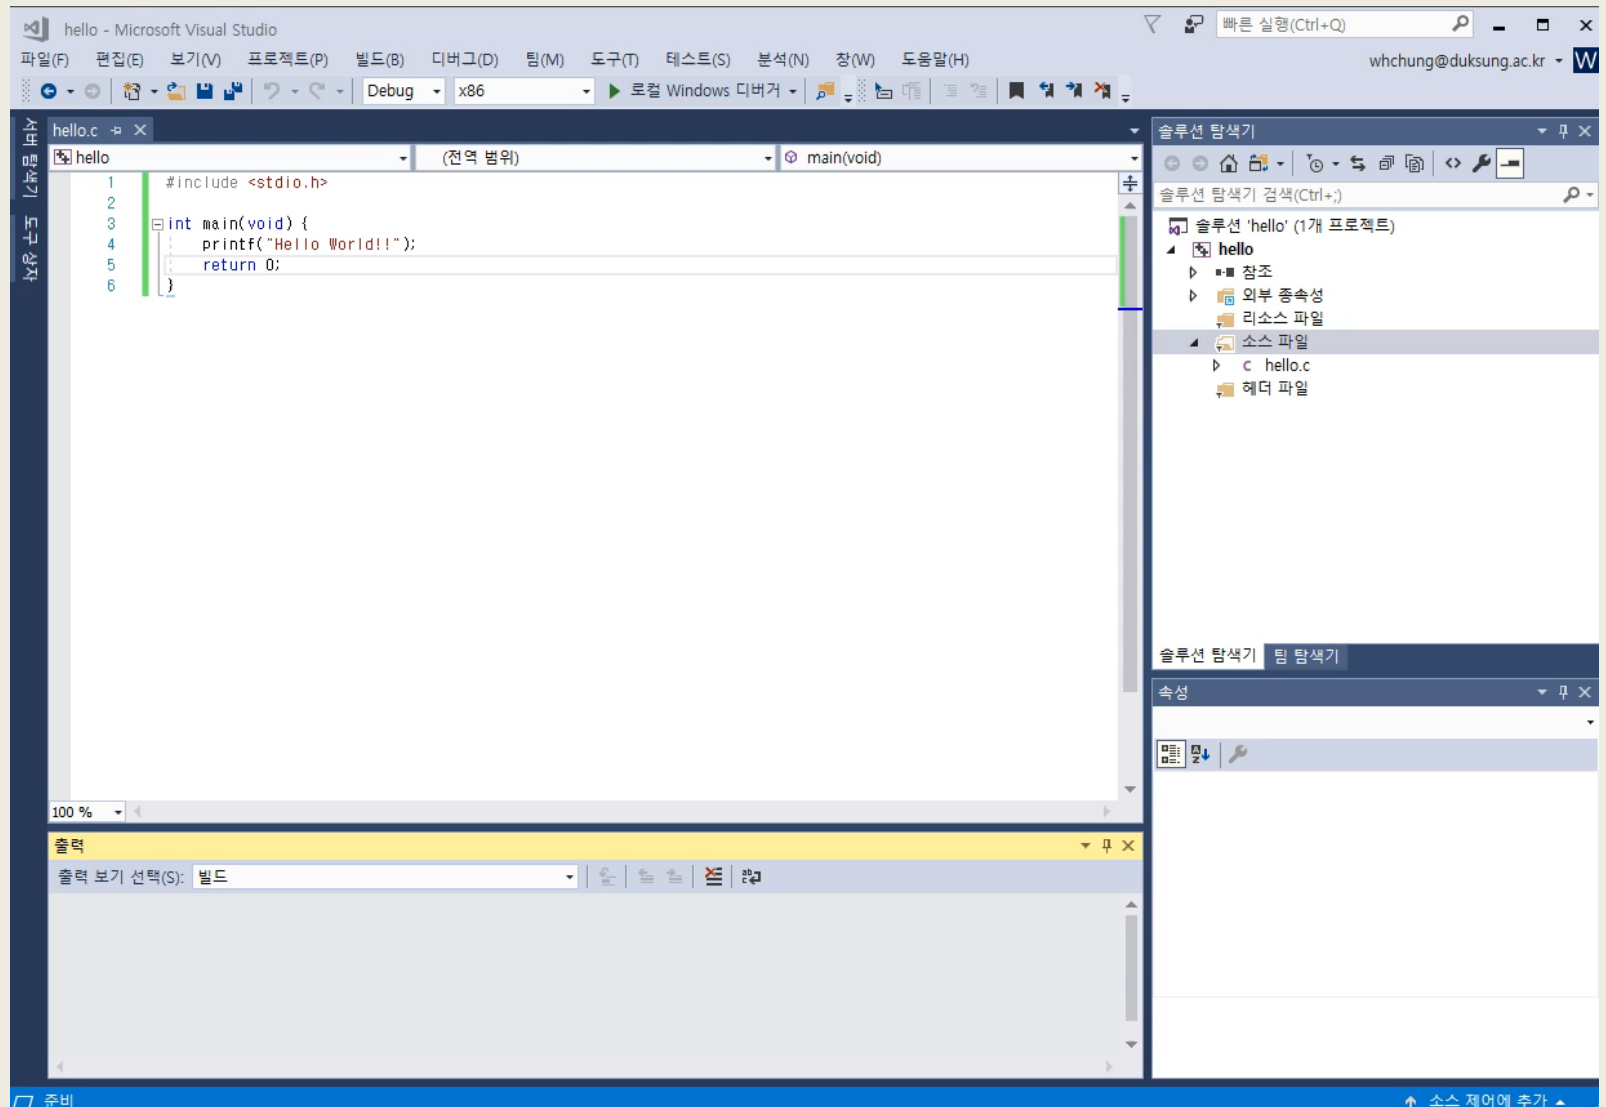 hello - Microsoft Visual Studio
빠른 실행(Ctrl+Q)
파일(F) 편집(E) 보기(V) 프로젝트(P) 빌드(B) 디버그(D) 팀(M) 도구(T) 테스트(S) 분석(N) 창(W) 도움말(H)
whchung@duksung.ac.kr W
Debug x86 로컬 Windows 디버거
서버 탐색기
도구 상자
hello.c
hello (전역 범위) main(void)
1 #include <stdio.h>
2
3 int main(void) {
4 printf("Hello World!!");
5 return 0;
6 }
100 %
출력
출력 보기 선택(S): 빌드
솔루션 탐색기
솔루션 탐색기 검색(Ctrl+;)
솔루션 'hello' (1개 프로젝트)
hello
참조
외부 종속성
리소스 파일
소스 파일
c hello.c
헤더 파일
솔루션 탐색기 팀 탐색기
속성
준비
소스 제어에 추가